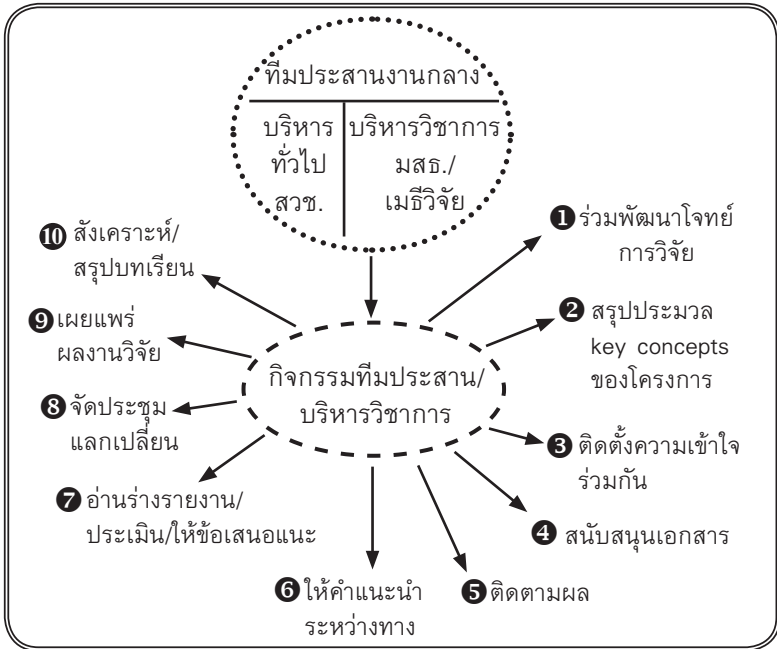 ทีมประสานงานกลาง
บริหาร
ทั่วไป
สวช.
บริหารวิชาการ
มสธ./
เมธีวิจัย
❶ ร่วมพัฒนาโจทย์
การวิจัย
❷ สรุปประมวล
key concepts
ของโครงการ
❸ ติดตั้งความเข้าใจ
ร่วมกัน
❹ สนับสนุนเอกสาร
❺ ติดตามผล
❻ ให้คำแนะนำ
ระหว่างทาง
❼ อ่านร่างรายงาน/
ประเมิน/ให้ข้อเสนอแนะ
❽ จัดประชุม
แลกเปลี่ยน
❾ เผยแพร่
ผลงานวิจัย
❿ สังเคราะห์/
สรุปบทเรียน
กิจกรรมทีมประสาน/
บริหารวิชาการ